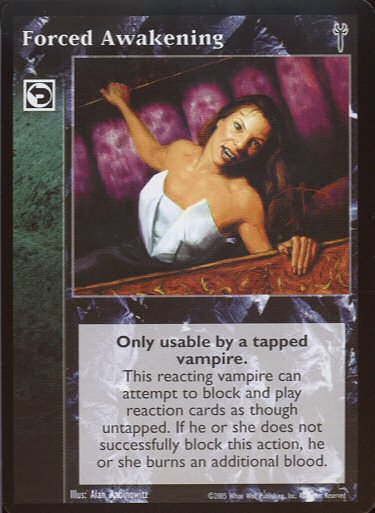 Forced Awakening
Only usable by a tapped
vampire.
This reacting vampire can
attempt to block and play
reaction cards as though
untapped. If he or she does not
successfully block this action, he
or she burns an additional blood.
Illus: Alan Rabinowitz
©2005 White Wolf Publishing, Inc. All Rights Reserved